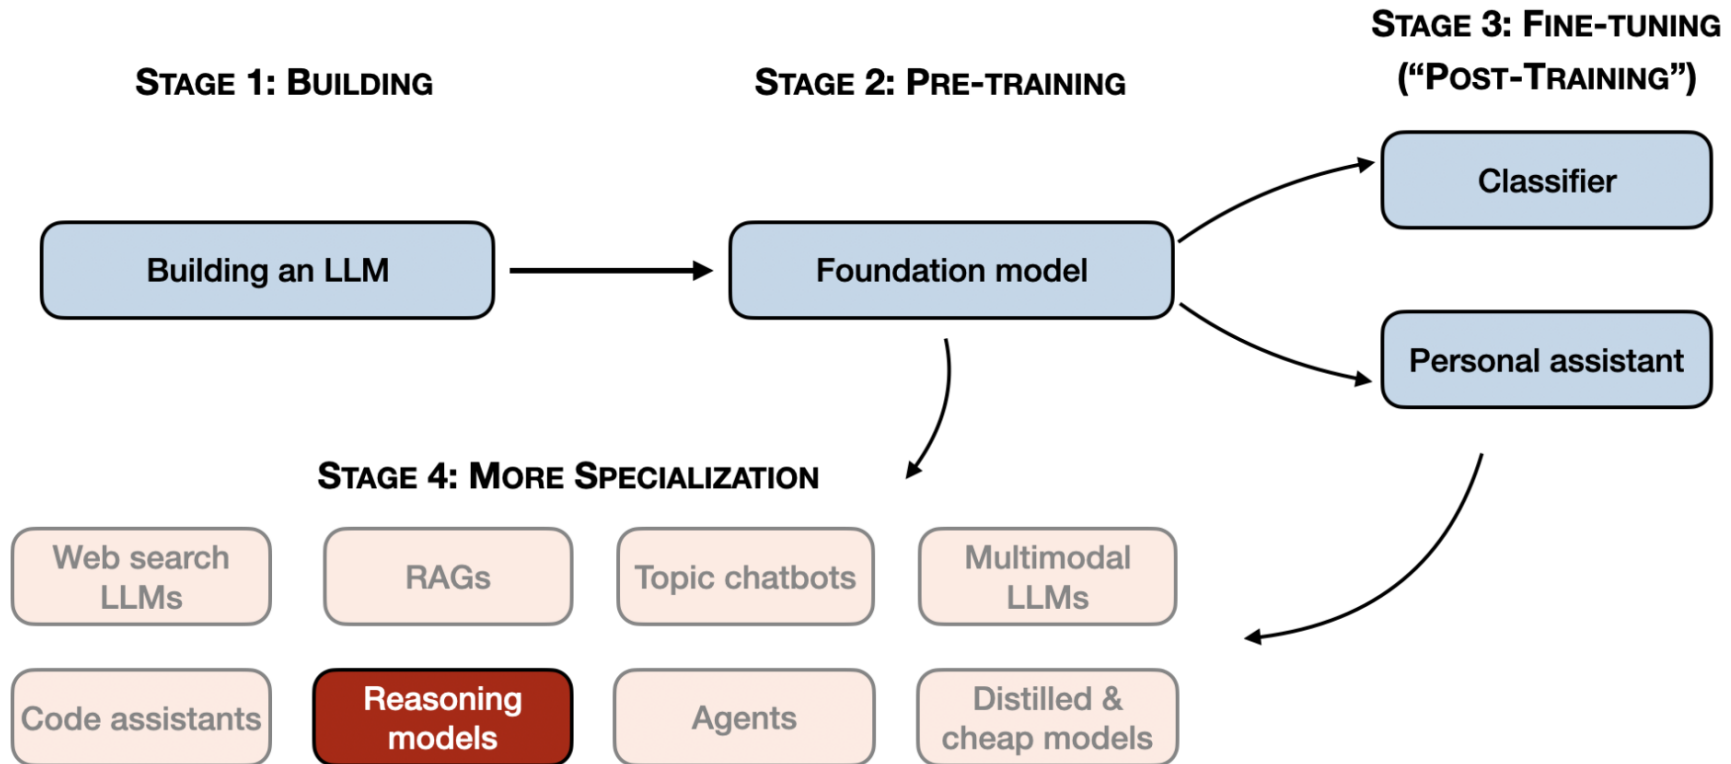 STAGE 1: BUILDING
STAGE 2: PRE-TRAINING
STAGE 3: FINE-TUNING
(“POST-TRAINING”)
Building an LLM
Foundation model
Classifier
Personal assistant
STAGE 4: MORE SPECIALIZATION
Web search
LLMs
RAGs
Topic chatbots
Multimodal
LLMs
Code assistants
Reasoning
models
Agents
Distilled &
cheap models